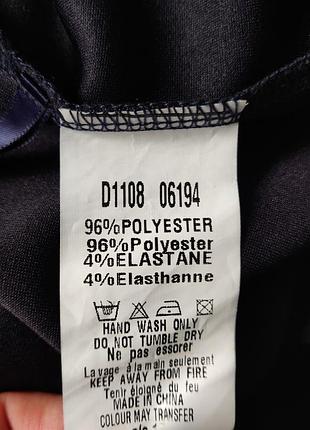 D1108 06194
96%POLYESTER
96%Polyester
4%ELASTANE
4%Elasthanne
HAND WASH ONLY
DO NOT TUMBLE DRY
Ne pas essorer
Lavage à la main seulement
KEEP AWAY FROM FIRE
Tenir éloigné du feu
MADE IN CHINA
COLOUR MAY TRANSFER